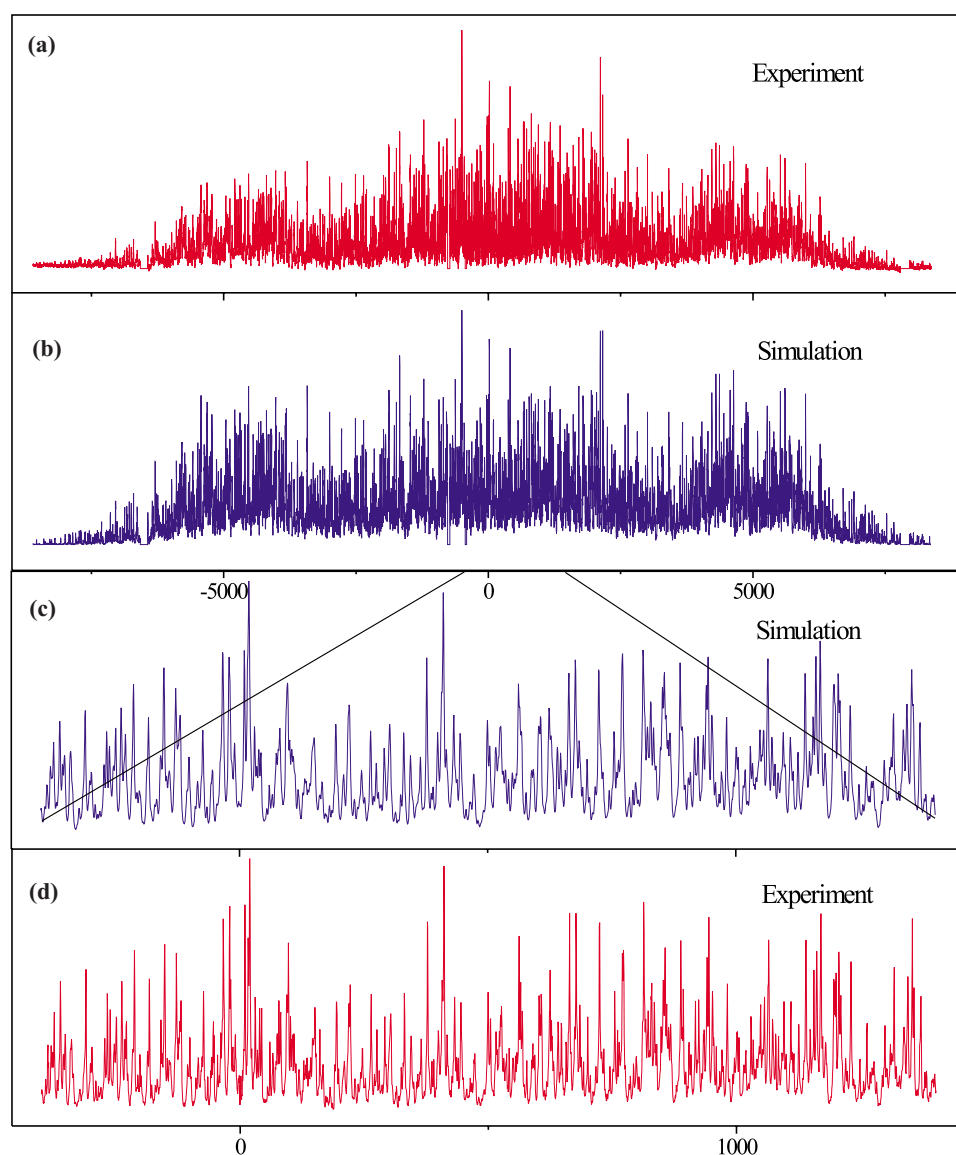 (a)
Experiment
(b)
Simulation
-5000 0 5000
(c)
Simulation
(d)
Experiment
0 1000